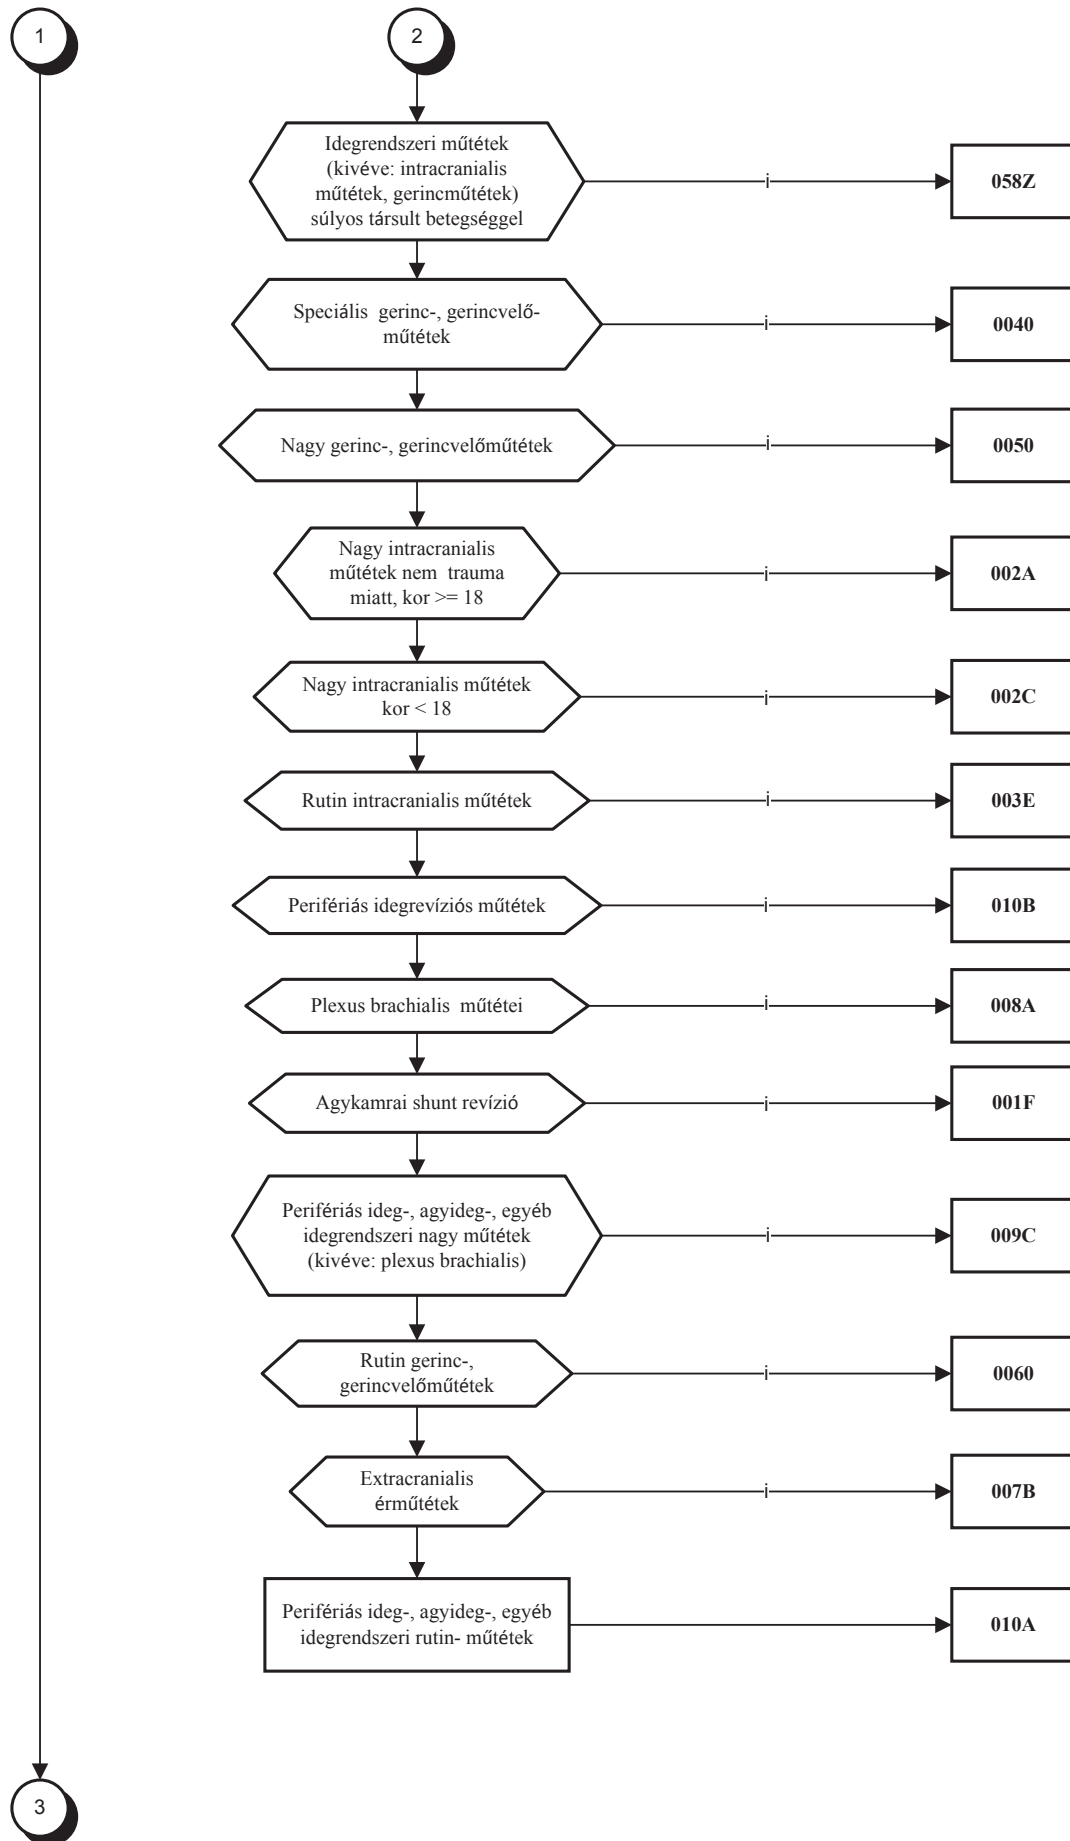 1
2
Idegrendszeri műtétek
(kivéve: intracranialis
műtétek, gerincműtétek)
súlyos társult betegséggel
i
058Z
Speciális gerinc-, gerincvelő-
műtétek
i
0040
Nagy gerinc-, gerincvelőműtétek
i
0050
Nagy intracranialis
műtétek nem trauma
miatt, kor >= 18
i
002A
Nagy intracranialis műtétek
kor < 18
i
002C
Rutin intracranialis műtétek
i
003E
Perifériás idegrevíziós műtétek
i
010B
Plexus brachialis műtétei
i
008A
Agykamrai shunt revízió
i
001F
Perifériás ideg-, agyideg-, egyéb
idegrendszeri nagy műtétek
(kivéve: plexus brachialis)
i
009C
Rutin gerinc-,
gerincvelőműtétek
i
0060
Extracranialis
érműtétek
i
007B
Perifériás ideg-, agyideg-, egyéb
idegrendszeri rutin- műtétek
010A
3